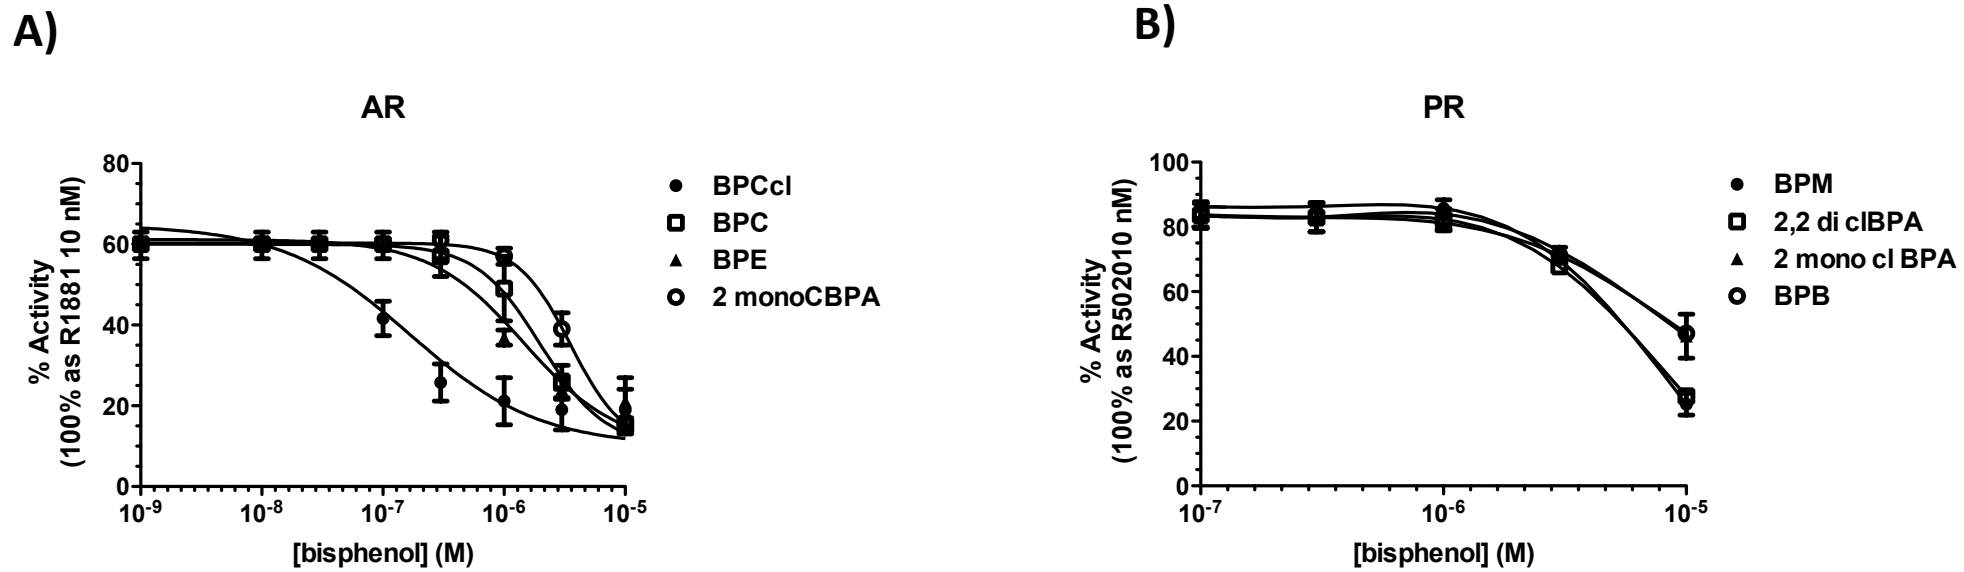 A)
AR
% Activity
(100% as R1881 10 nM)
80
60
40
20
0
10-9
10-8
10-7
10-6
10-5
[bisphenol] (M)
BPCcl
BPC
BPE
2 monoCBPA
B)
PR
% Activity
(100% as R502010 nM)
100
80
60
40
20
0
10-7
10-6
10-5
[bisphenol] (M)
BPM
2,2 di clBPA
2 mono cl BPA
BPB